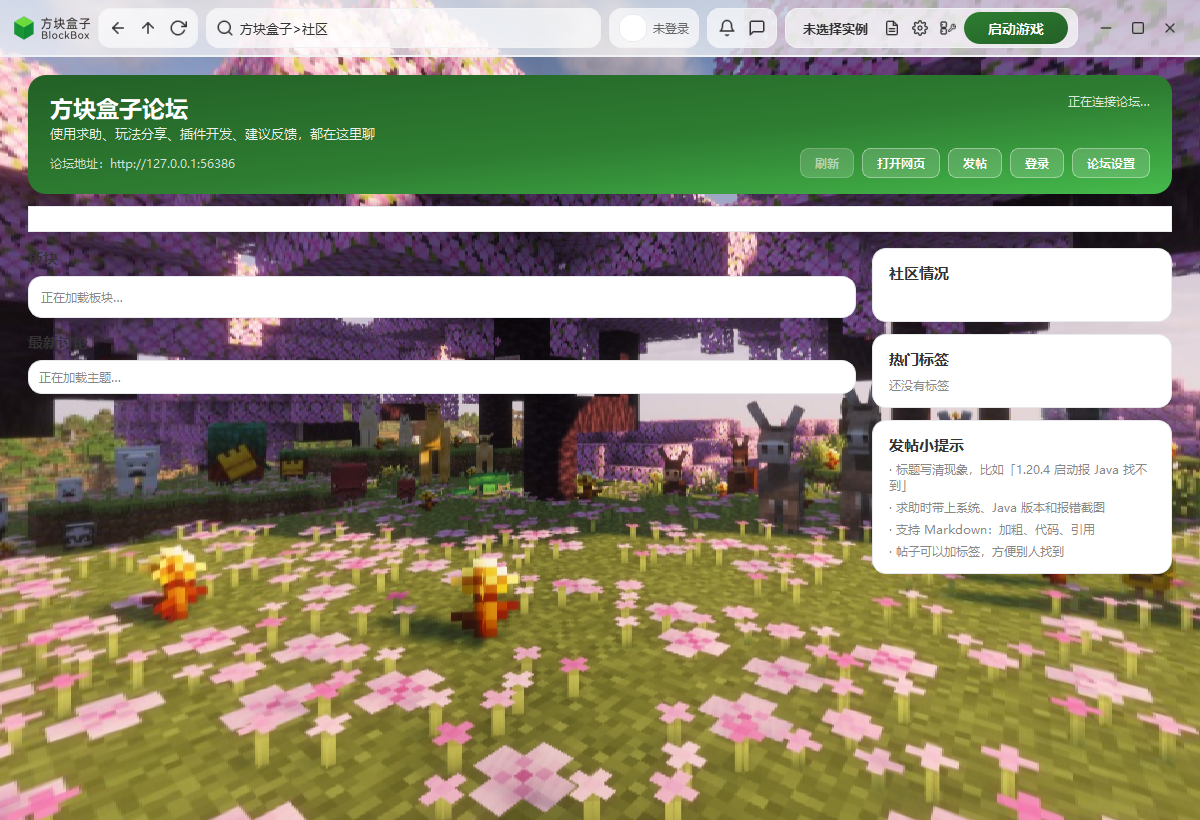 方块盒子
BlockBox
方块盒子>社区
未登录
未选择实例
启动游戏
方块盒子论坛
正在连接论坛...
使用求助、玩法分享、插件开发、建议反馈，都在这里聊
论坛地址：http://127.0.0.1:56386
刷新
打开网页
发帖
登录
论坛设置
板块
正在加载板块...
最新
正在加载主题...
社区情况
热门标签
还没有标签
发帖小提示
· 标题写清现象，比如「1.20.4 启动报 Java 找不
到」
· 求助时带上系统、Java 版本和报错截图
· 支持 Markdown：加粗、代码、引用
· 帖子可以加标签，方便别人找到